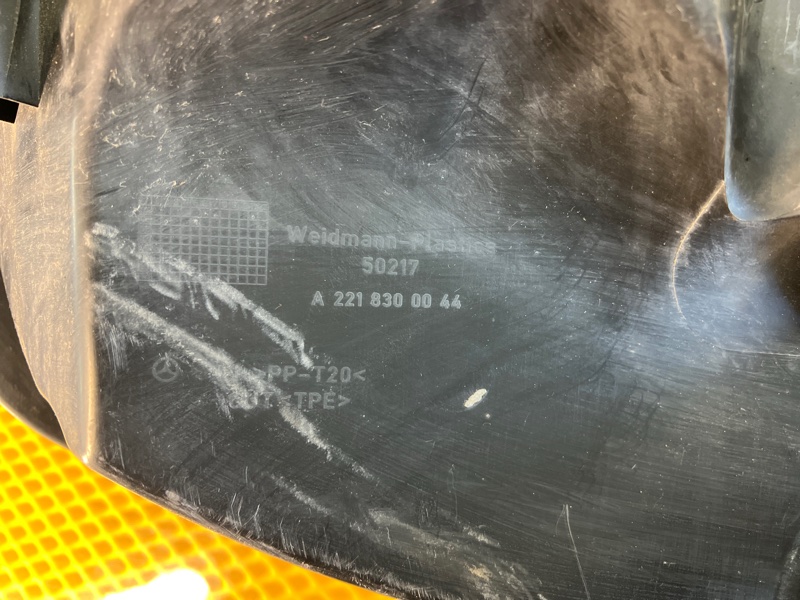 Weidmann-Plastics
50217
A 221 830 00 44
>PP-T20<
TPE>